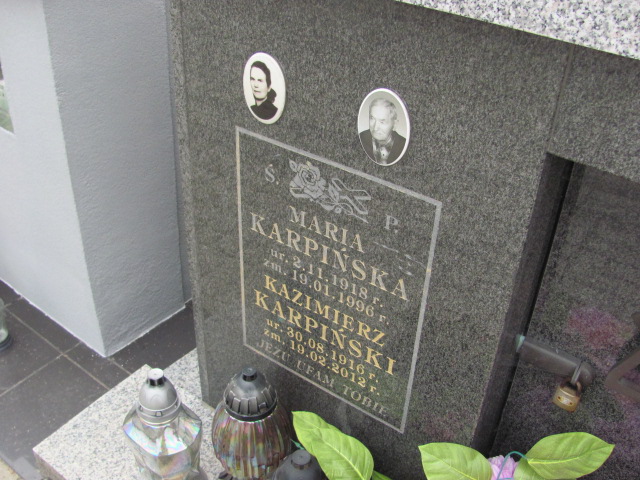 Ś. P.
MARIA
KARPIŃSKA
ur. 2.11.1918 r.
zm. 19.01.1996 r.
KAZIMIERZ
KARPIŃSKI
ur. 30.08.1916 r.
zm. 19.02.2012 r.
JEZU UFAM TOBIE